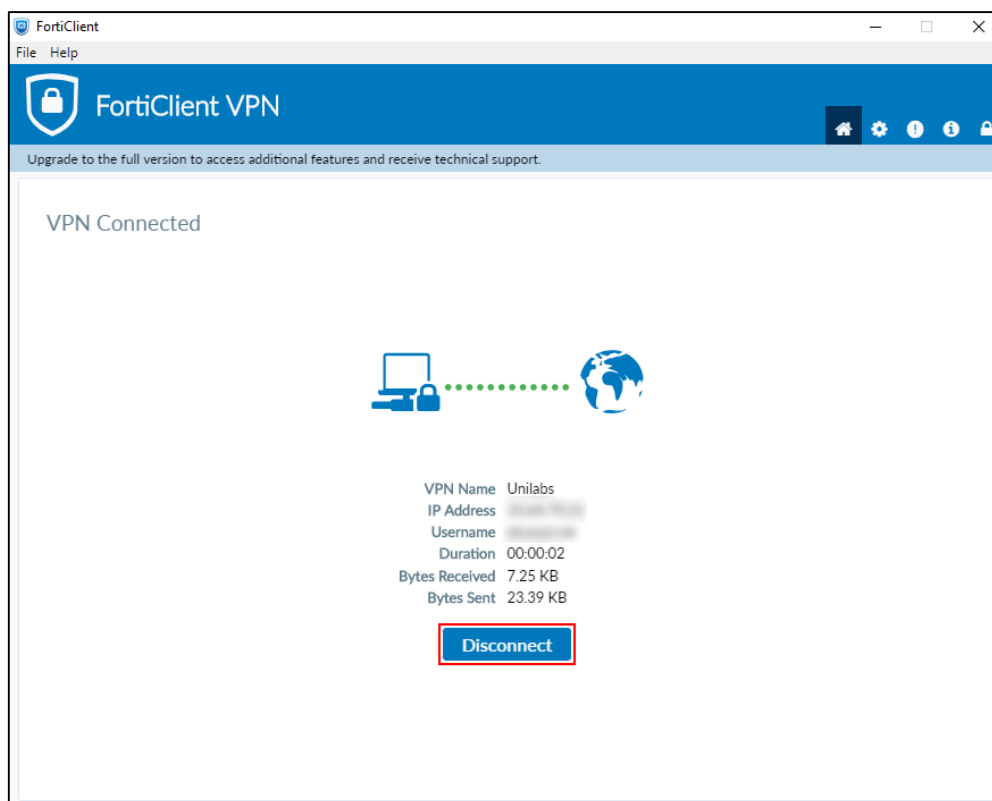 FortiClient
File Help
FortiClient VPN
Upgrade to the full version to access additional features and receive technical support.
VPN Connected
VPN Name Unilabs
IP Address
Username
Duration 00:00:02
Bytes Received 7.25 KB
Bytes Sent 23.39 KB
Disconnect